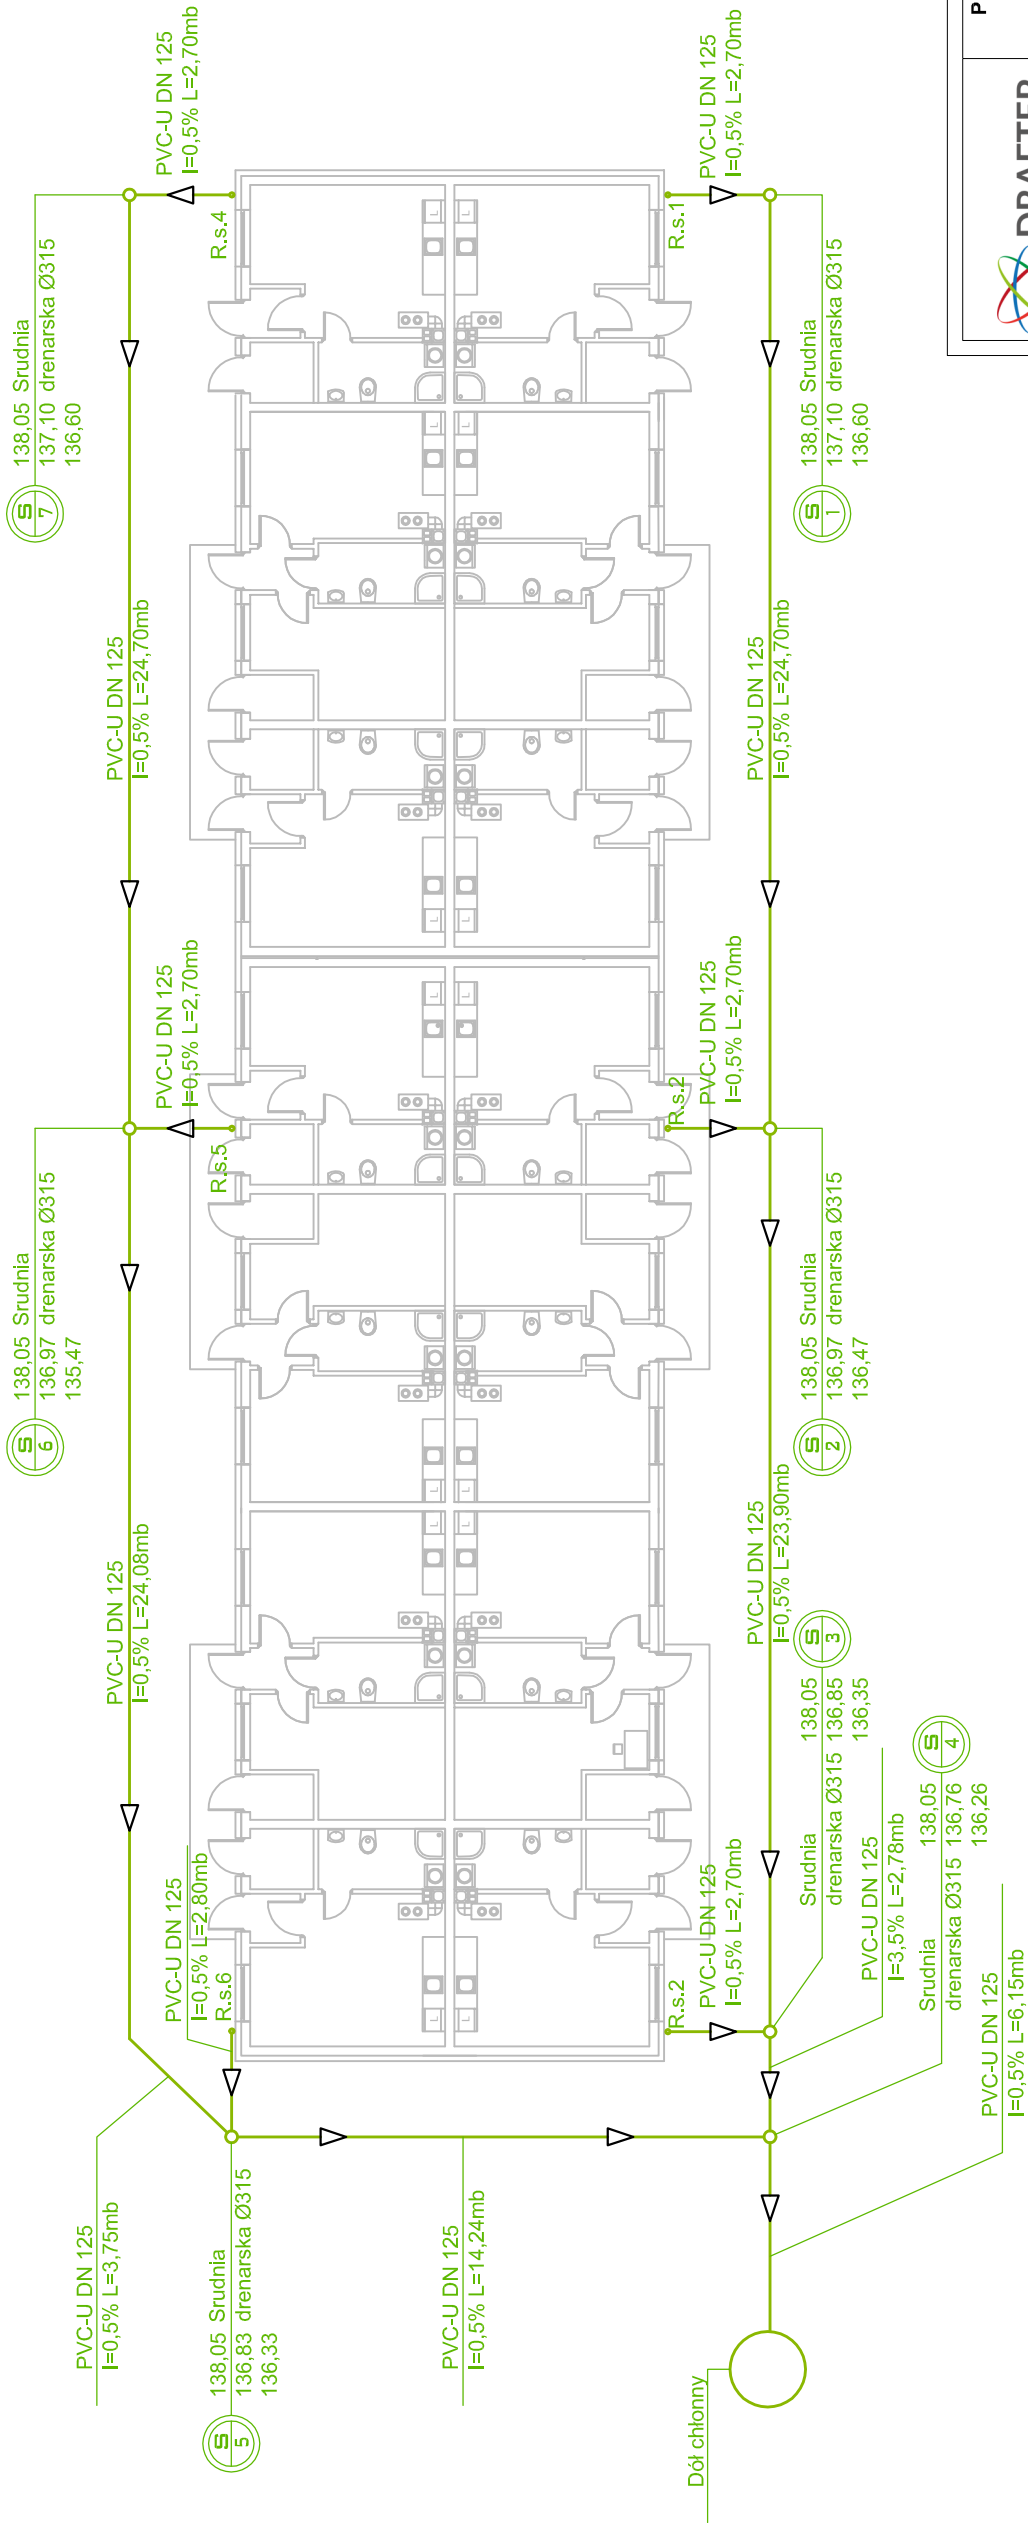 PVC-U DN 125
I=0,5% L=2,70mb
R.s.4
138,05 Srudnia
137,10 drenarska Ø315
136,60
S
7
PVC-U DN 125
I=0,5% L=24,70mb
PVC-U DN 125
I=0,5% L=2,70mb
R.s.5
138,05 Srudnia
136,97 drenarska Ø315
135,47
S
6
PVC-U DN 125
I=0,5% L=24,08mb
PVC-U DN 125
I=0,5% L=2,80mb
R.s.6
PVC-U DN 125
I=0,5% L=3,75mb
138,05 Srudnia
136,83 drenarska Ø315
136,33
S
5
PVC-U DN 125
I=0,5% L=14,24mb
PVC-U DN 125
I=0,5% L=2,70mb
R.s.1
138,05 Srudnia
137,10 drenarska Ø315
136,60
S
1
PVC-U DN 125
I=0,5% L=24,70mb
PVC-U DN 125
I=0,5% L=2,70mb
R.s.2
138,05 Srudnia
136,97 drenarska Ø315
136,47
S
2
PVC-U DN 125
I=0,5% L=23,90mb
PVC-U DN 125
I=0,5% L=2,70mb
R.s.2
Srudnia 138,05
drenarska Ø315 136,85
136,35
S
3
PVC-U DN 125
I=3,5% L=2,78mb
Srudnia 138,05
drenarska Ø315 136,76
136,26
S
4
PVC-U DN 125
I=0,5% L=6,15mb
Dół chłonny
P
DRAFTER
L
L
L
L
L
L
L
L
L
L
L
L
L
L